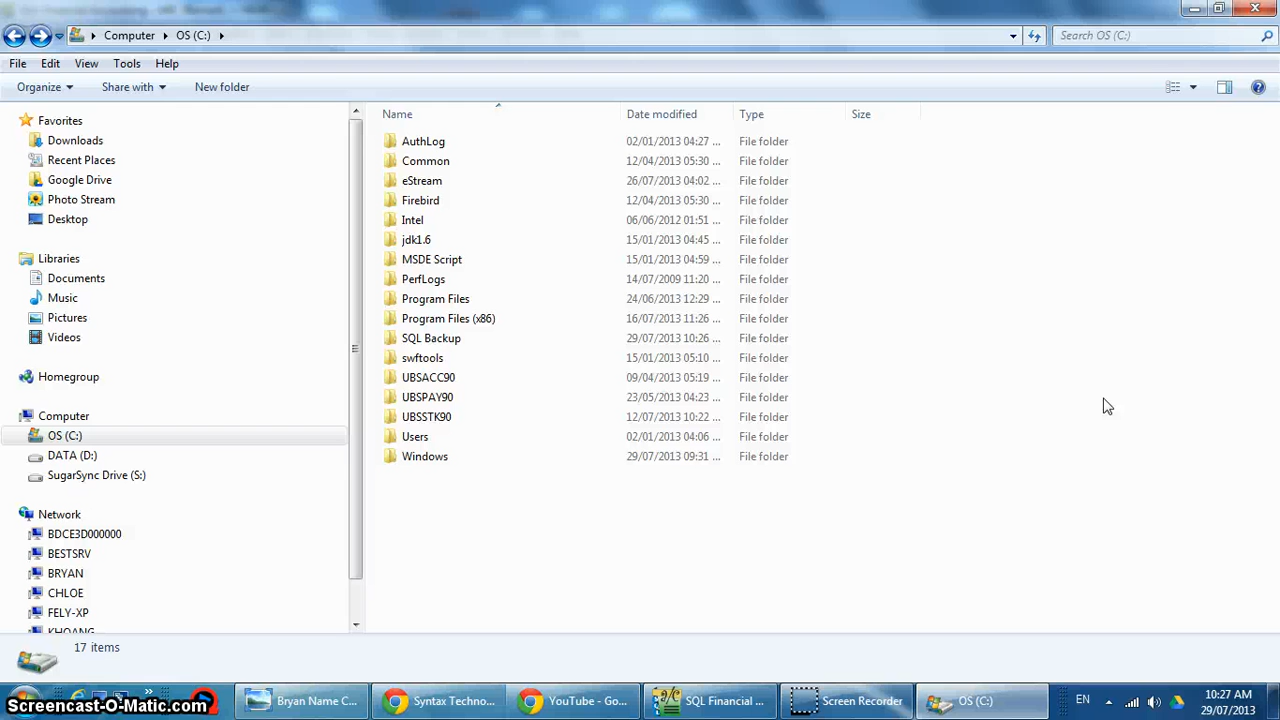 Computer OS (C:) Search OS (C:)
File Edit View Tools Help
Organize Share with New folder
Name Date modified Type Size
Favorites
Downloads
Recent Places
Google Drive
Photo Stream
Desktop
Libraries
Documents
Music
Pictures
Videos
Homegroup
Computer
OS (C:)
DATA (D:)
SugarSync Drive (S:)
Network
BDCE3D000000
BESTSRV
BRYAN
CHLOE
FELY-XP
KHOANG
AuthLog 02/01/2013 04:27 ... File folder
Common 12/04/2013 05:30 ... File folder
eStream 26/07/2013 04:02 ... File folder
Firebird 12/04/2013 05:30 ... File folder
Intel 06/06/2012 01:51 ... File folder
jdk1.6 15/01/2013 04:45 ... File folder
MSDE Script 15/01/2013 04:59 ... File folder
PerfLogs 14/07/2009 11:20 ... File folder
Program Files 24/06/2013 12:29 ... File folder
Program Files (x86) 16/07/2013 11:26 ... File folder
SQL Backup 29/07/2013 10:26 ... File folder
swftools 15/01/2013 05:10 ... File folder
UBSACC90 09/04/2013 05:19 ... File folder
UBSPAY90 23/05/2013 04:23 ... File folder
UBSSTK90 12/07/2013 10:22 ... File folder
Users 02/01/2013 04:06 ... File folder
Windows 29/07/2013 09:31 ... File folder
17 items
Bryan Name C... Syntax Techno... YouTube - Go... SQL Financial ... Screen Recorder OS (C:) EN 10:27 AM
29/07/2013
Screencast-O-Matic.com